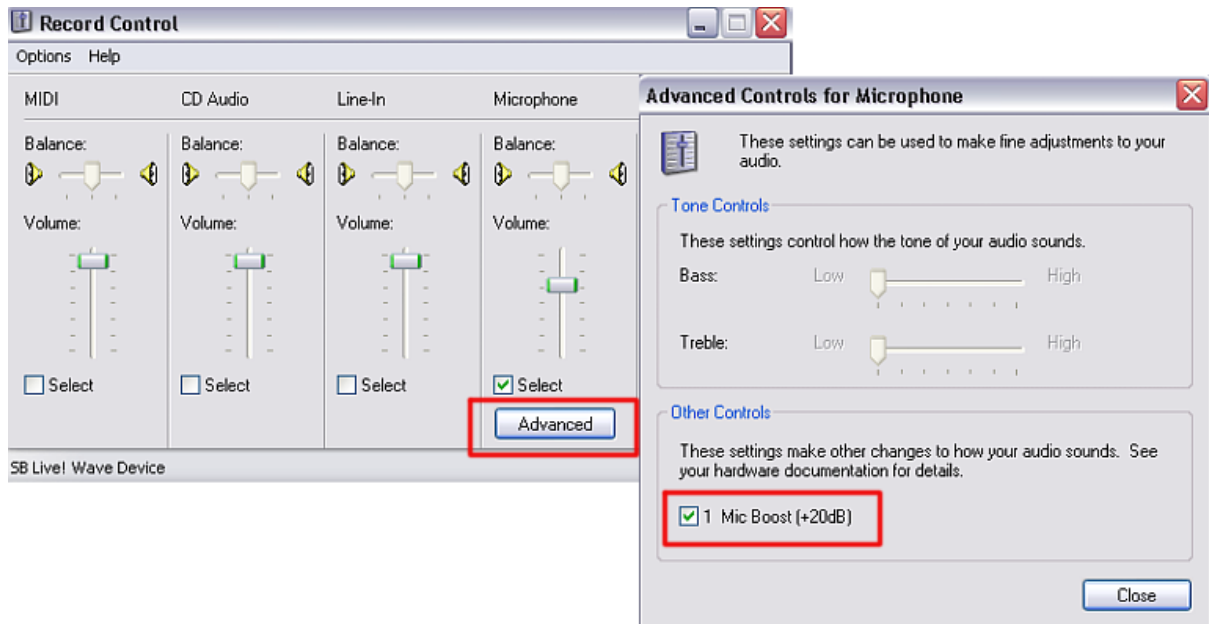 Record Control
Options Help
MIDI CD Audio Line-In Microphone
Balance: Balance: Balance: Balance:
Volume: Volume: Volume: Volume:
Select Select Select Select
Advanced
SB Live! Wave Device
Advanced Controls for Microphone
These settings can be used to make fine adjustments to your
audio.
Tone Controls
These settings control how the tone of your audio sounds.
Bass: Low High
Treble: Low High
Other Controls
These settings make other changes to how your audio sounds. See
your hardware documentation for details.
1 Mic Boost (+20dB)
Close